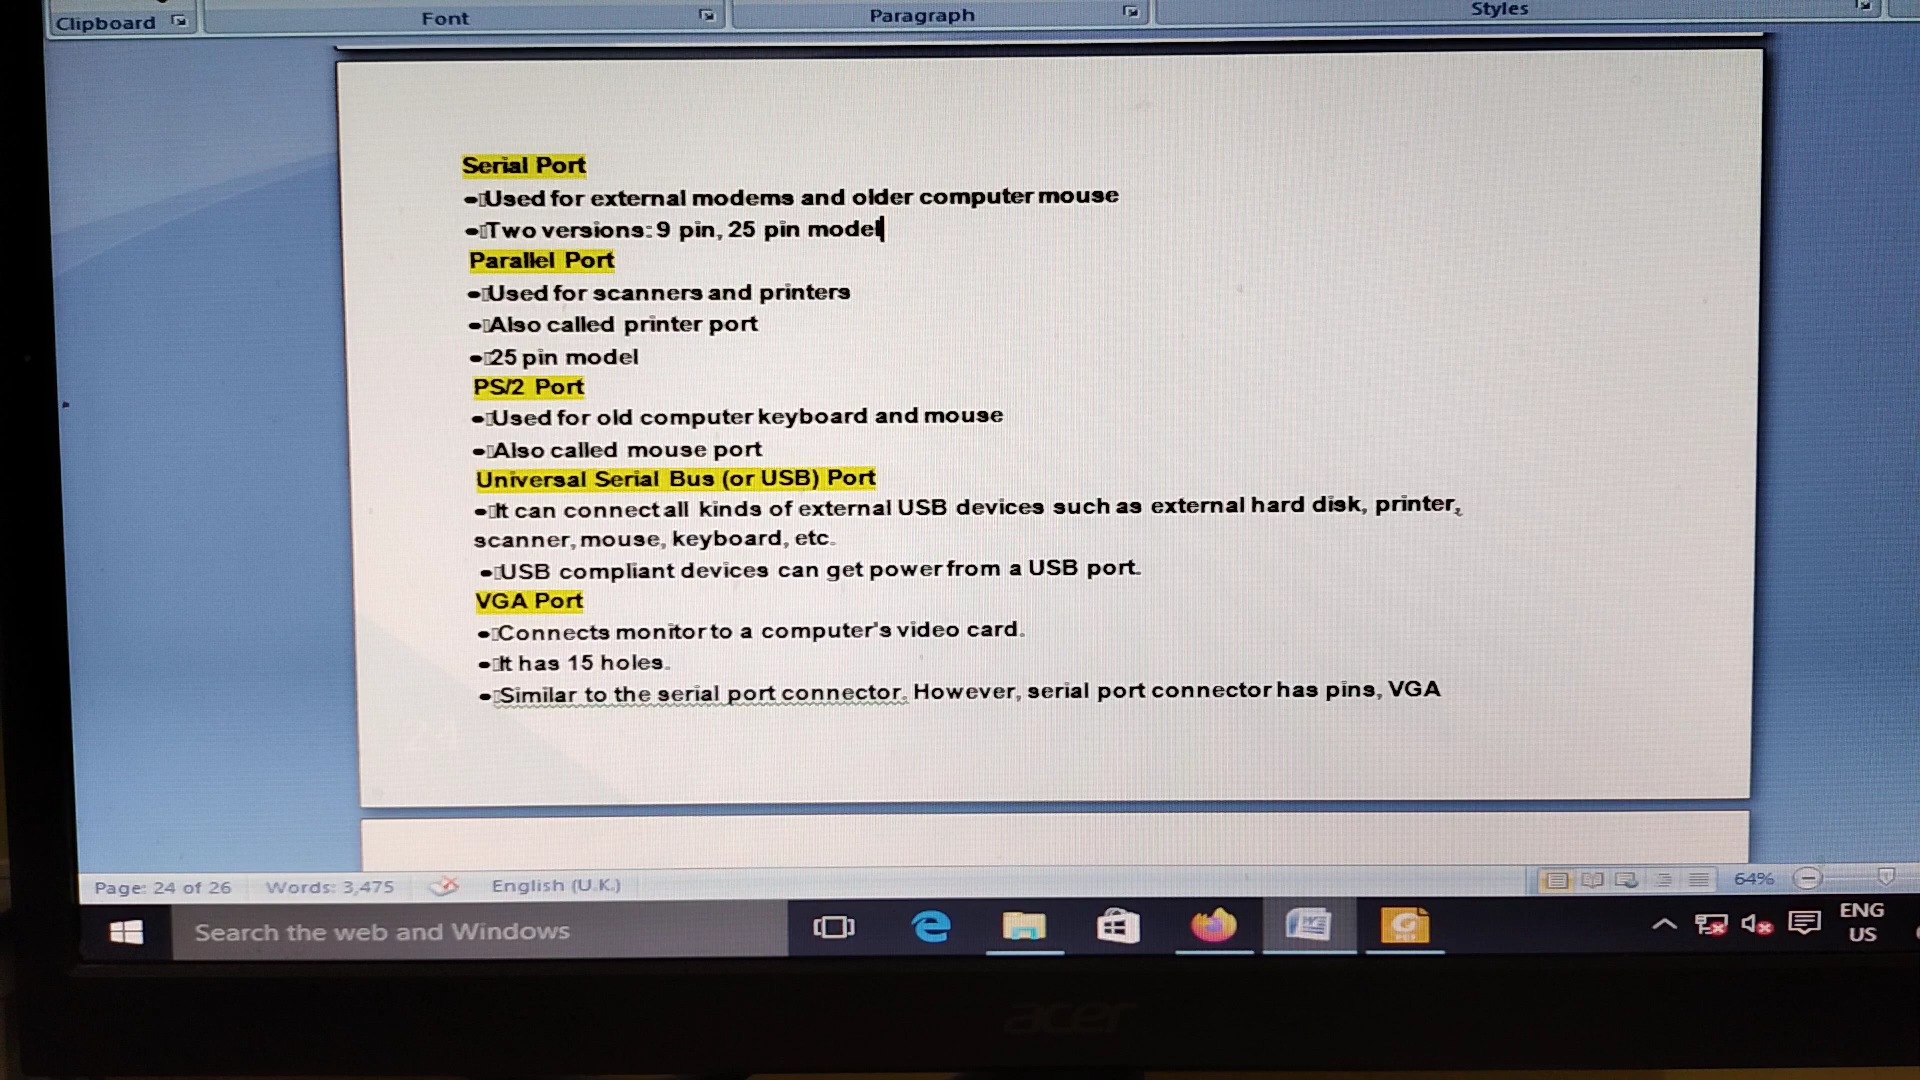 Clipboard Font Paragraph Styles
Serial Port
•Used for external modems and older computer mouse
•Two versions: 9 pin, 25 pin model
Parallel Port
•Used for scanners and printers
•Also called printer port
•25 pin model
PS/2 Port
•Used for old computer keyboard and mouse
•Also called mouse port
Universal Serial Bus (or USB) Port
•It can connect all kinds of external USB devices such as external hard disk, printer,
scanner, mouse, keyboard, etc.
•USB compliant devices can get power from a USB port.
VGA Port
•Connects monitor to a computer's video card.
•It has 15 holes.
•Similar to the serial port connector. However, serial port connector has pins, VGA
Page: 24 of 26 Words: 3,475 English (U.K.) 64%
Search the web and Windows
ENG
US
acer